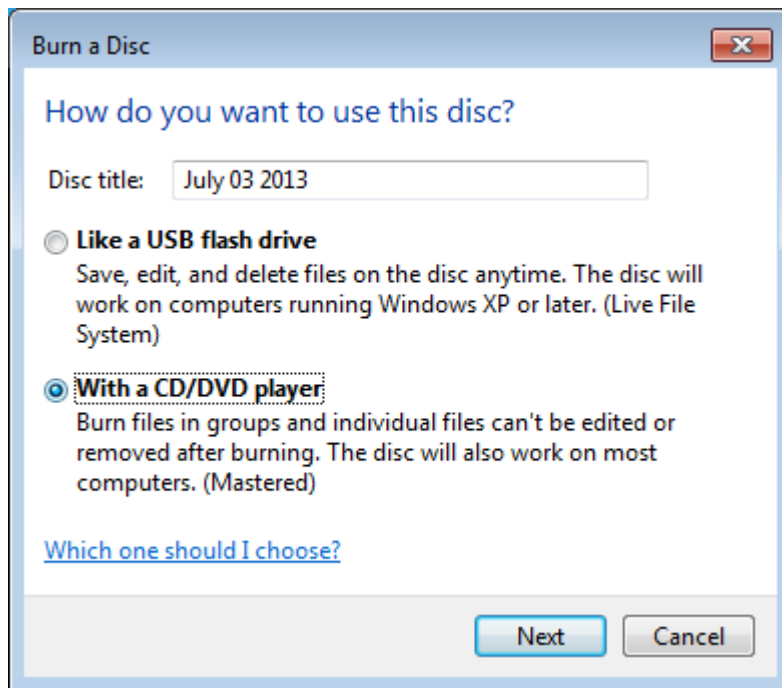 Burn a Disc
How do you want to use this disc?
Disc title: July 03 2013
Like a USB flash drive
Save, edit, and delete files on the disc anytime. The disc will
work on computers running Windows XP or later. (Live File
System)
With a CD/DVD player
Burn files in groups and individual files can't be edited or
removed after burning. The disc will also work on most
computers. (Mastered)
Which one should I choose?
Next Cancel